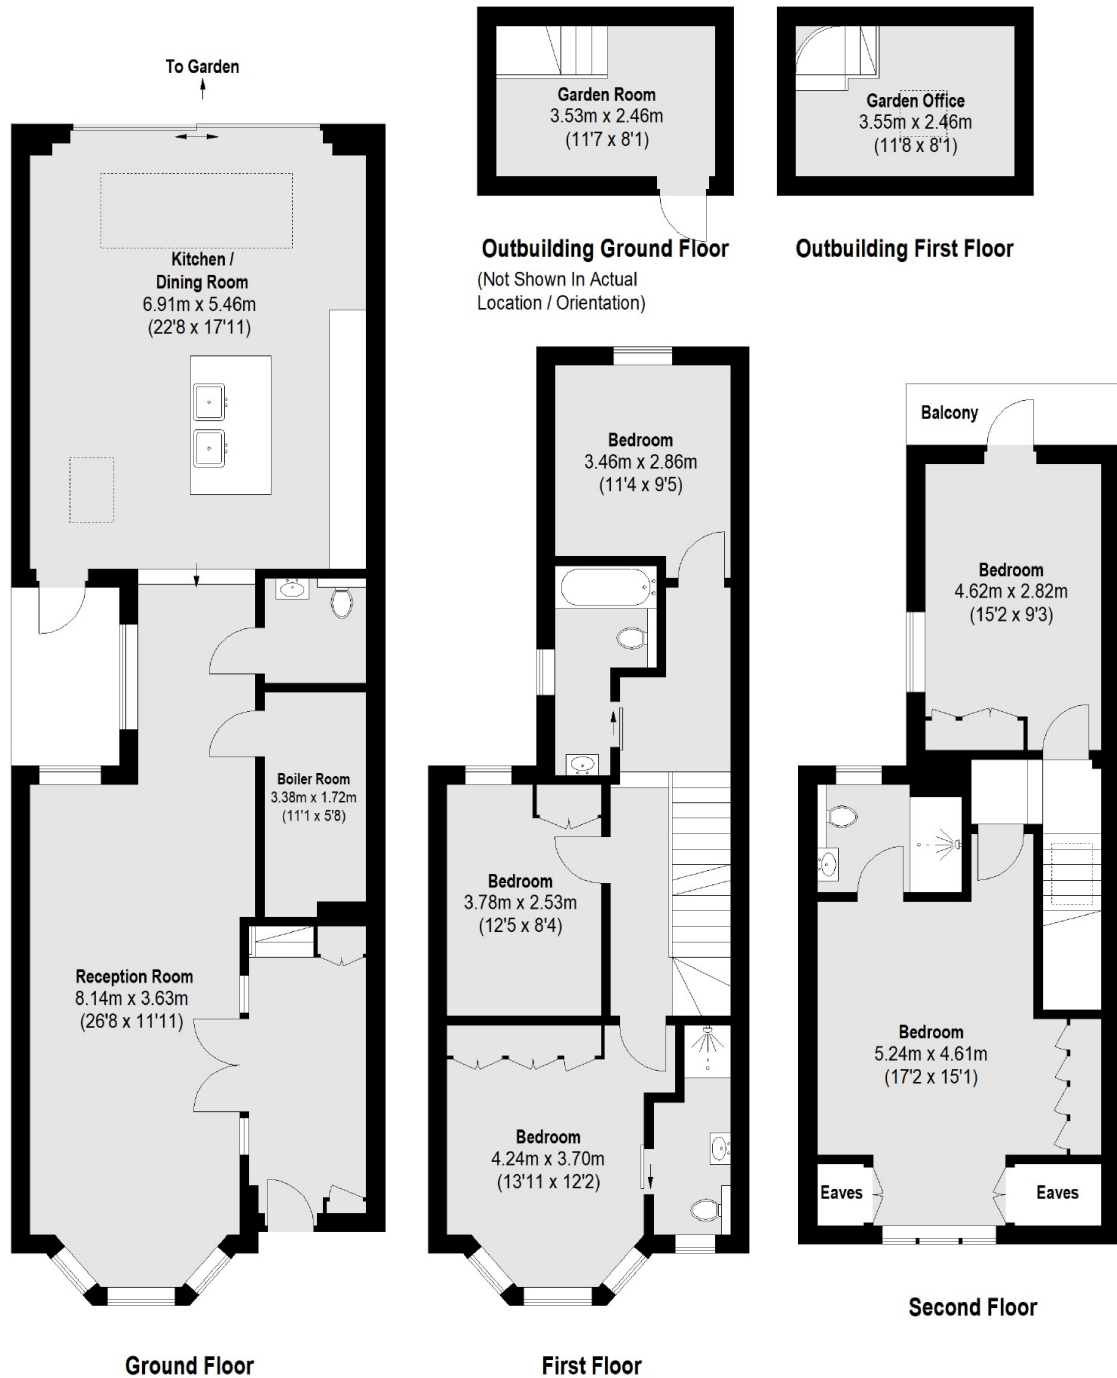 To Garden
Kitchen /
Dining Room
6.91m x 5.46m
(22'8 x 17'11)
Boiler Room
3.38m x 1.72m
(11'1 x 5'8)
Reception Room
8.14m x 3.63m
(26'8 x 11'11)
Ground Floor
Garden Room
3.53m x 2.46m
(11'7 x 8'1)
Outbuilding Ground Floor
(Not Shown In Actual
Location / Orientation)
Garden Office
3.55m x 2.46m
(11'8 x 8'1)
Outbuilding First Floor
Bedroom
3.46m x 2.86m
(11'4 x 9'5)
Bedroom
3.78m x 2.53m
(12'5 x 8'4)
Bedroom
4.24m x 3.70m
(13'11 x 12'2)
First Floor
Balcony
Bedroom
4.62m x 2.82m
(15'2 x 9'3)
Bedroom
5.24m x 4.61m
(17'2 x 15'1)
Eaves
Eaves
Second Floor